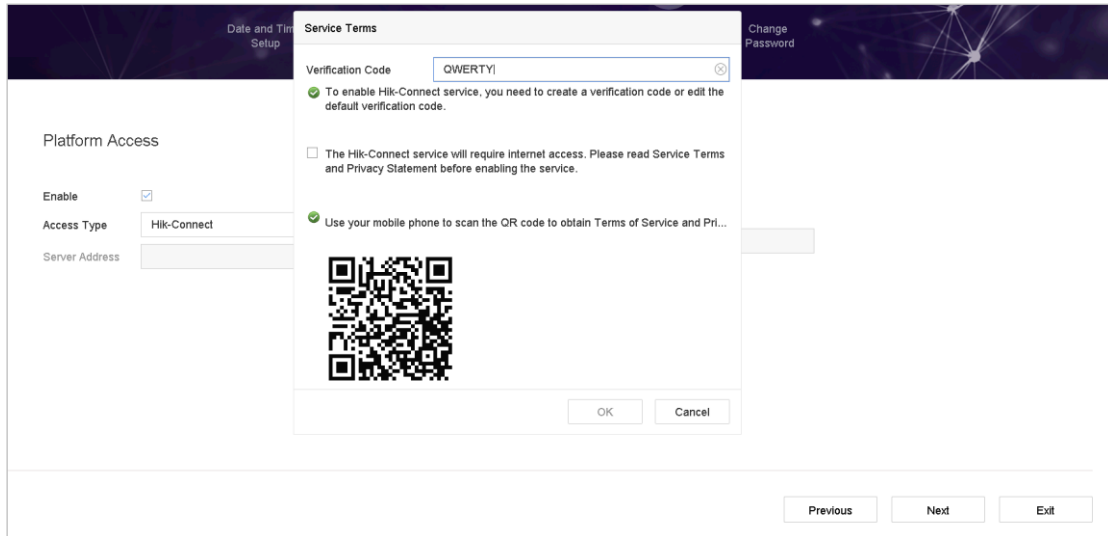 Date and Tim
Setup
Service Terms
Change
Password
Verification Code
QWERTY
To enable Hik-Connect service, you need to create a verification code or edit the
default verification code.
Platform Access
The Hik-Connect service will require internet access. Please read Service Terms
and Privacy Statement before enabling the service.
Enable
Access Type
Hik-Connect
Use your mobile phone to scan the QR code to obtain Terms of Service and Pri...
Server Address
OK
Cancel
Previous
Next
Exit